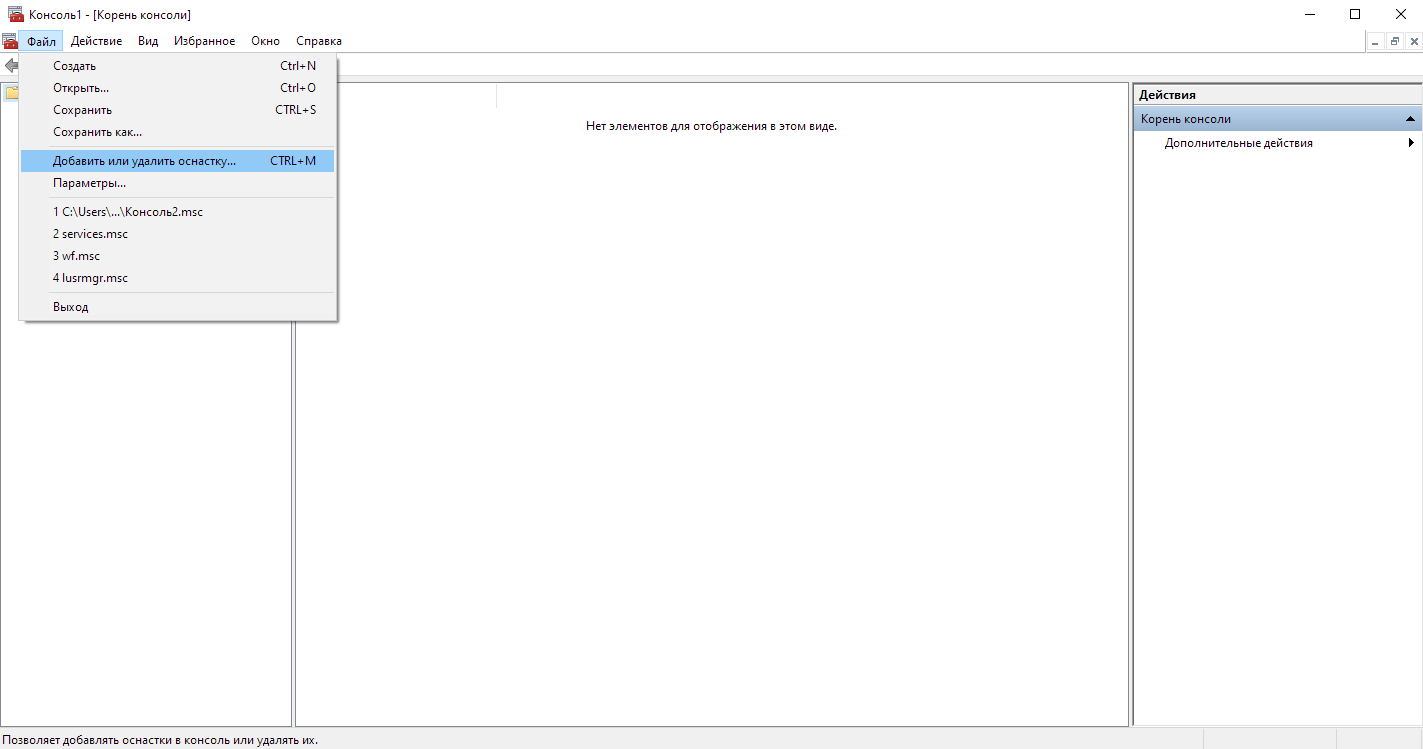 Консоль1 - [Корень консоли]
Файл Действие Вид Избранное Окно Справка
Создать Ctrl+N
Открыть... Ctrl+O
Сохранить CTRL+S
Сохранить как...
Добавить или удалить оснастку... CTRL+M
Параметры...
1 C:\Users\...\Консоль2.msc
2 services.msc
3 wf.msc
4 lusrmgr.msc
Выход
Нет элементов для отображения в этом виде.
Действия
Корень консоли
Дополнительные действия
Позволяет добавлять оснастки в консоль или удалять их.